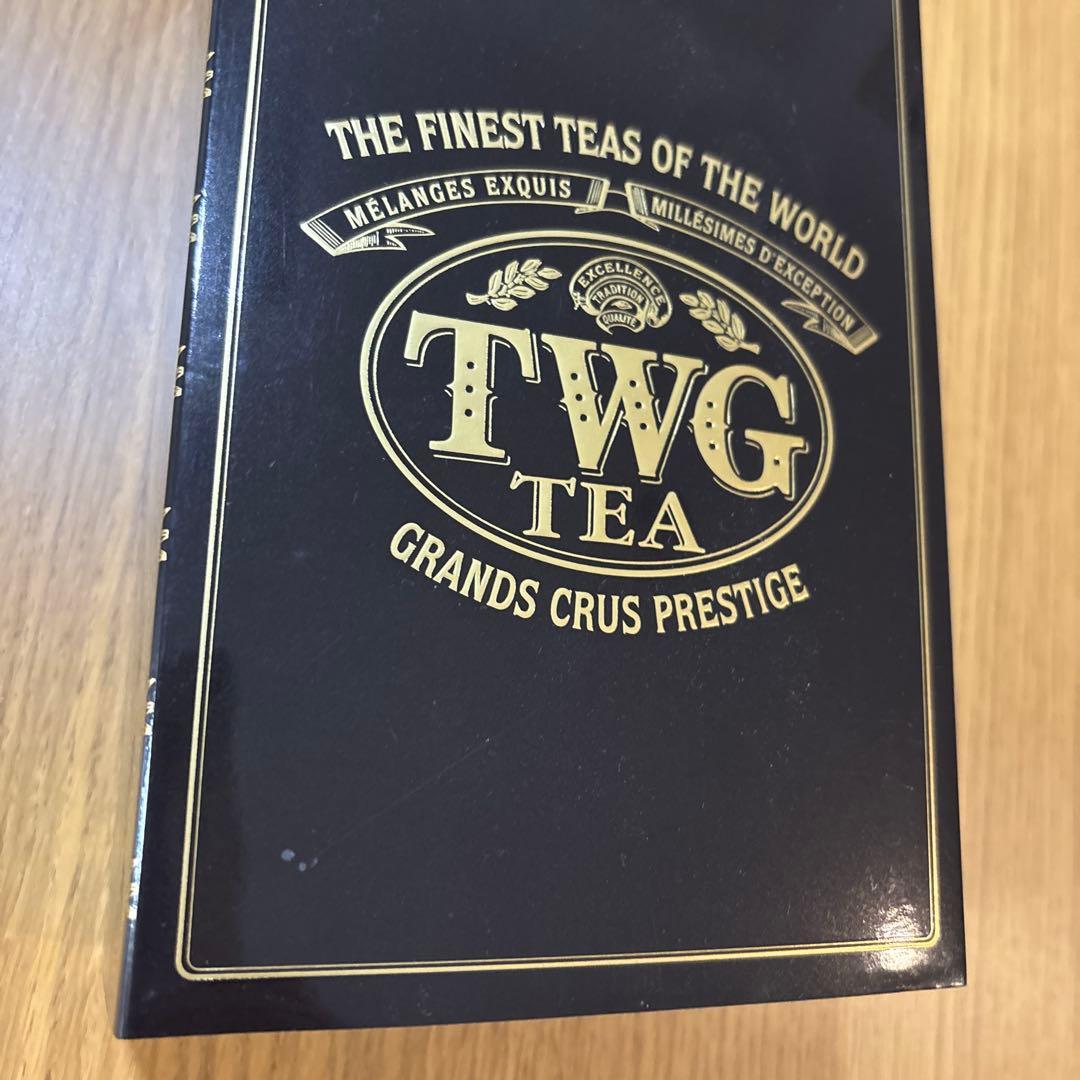 THE FINEST TEAS OF THE WORLD
MÉLANGES EXQUIS
MILLÉSIMES D'EXCEPTION
EXCELLENCE
TRADITION
QUALITÉ
TWG
TEA
GRANDS CRUS PRESTIGE